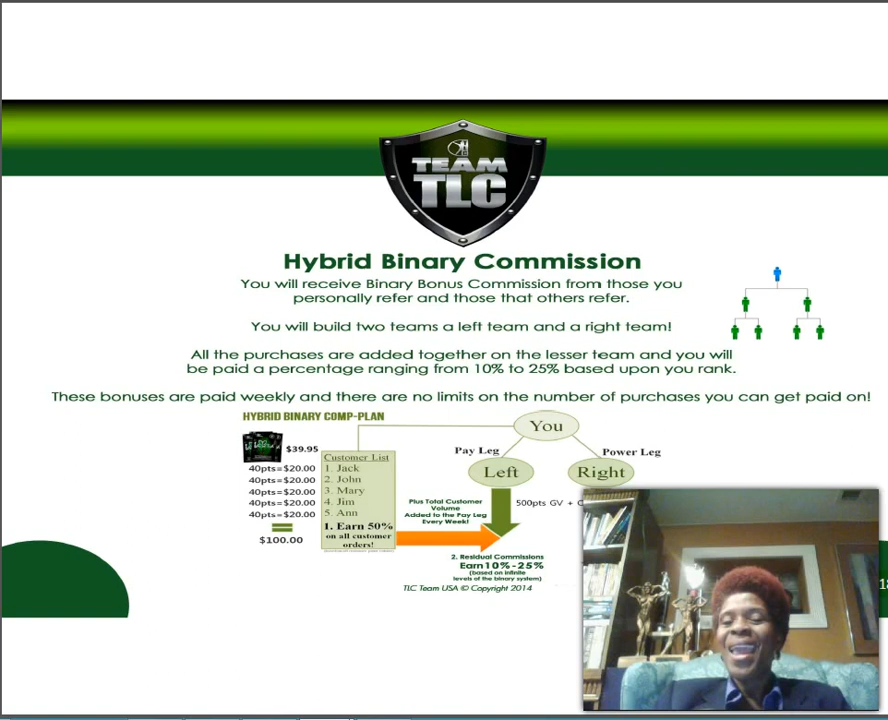 TEAM
TLC
Hybrid Binary Commission
You will receive Binary Bonus Commission from those you
personally refer and those that others refer.
You will build two teams a left team and a right team!
All the purchases are added together on the lesser team and you will
be paid a percentage ranging from 10% to 25% based upon you rank.
These bonuses are paid weekly and there are no limits on the number of purchases you can get paid on!
HYBRID BINARY COMP-PLAN
You
$39.95
Pay Leg
Power Leg
Customer List
Left
Right
40pts=$20.00
1. Jack
40pts=$20.00
2. John
40pts=$20.00
3. Mary
40pts=$20.00
4. Jim
40pts=$20.00
5. Ann
Plus Total Customer
Volume
Added to the Pay Leg
Every Week!
500pts GV +
1. Earn 50%
on all customer
orders!
$100.00
2. Residual Commissions
Earn 10% - 25%
(based on infinite
levels of the binary system)
TLC Team USA © Copyright 2014